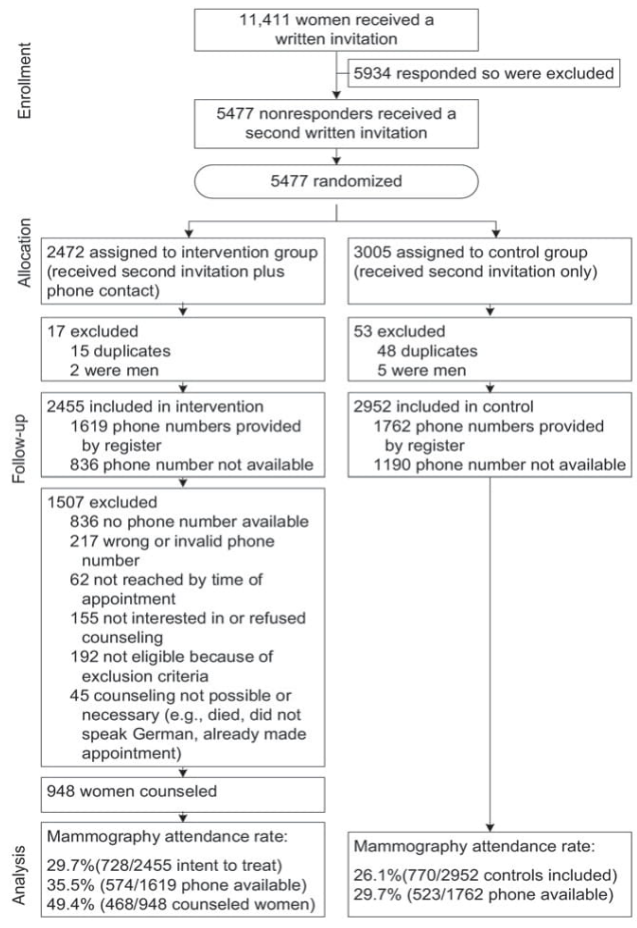 Enrollment
11,411 women received a
written invitation
5934 responded so were excluded
5477 nonresponders received a
second written invitation
5477 randomized
Allocation
2472 assigned to intervention group
(received second invitation plus
phone contact)
3005 assigned to control group
(received second invitation only)
17 excluded
15 duplicates
2 were men
53 excluded
48 duplicates
5 were men
Follow-up
2455 included in intervention
1619 phone numbers provided
by register
836 phone number not available
2952 included in control
1762 phone numbers provided
by register
1190 phone number not available
1507 excluded
836 no phone number available
217 wrong or invalid phone
number
62 not reached by time of
appointment
155 not interested in or refused
counseling
192 not eligible because of
exclusion criteria
45 counseling not possible or
necessary (e.g., died, did not
speak German, already made
appointment)
948 women counseled
Analysis
Mammography attendance rate:
29.7%(728/2455 intent to treat)
35.5% (574/1619 phone available)
49.4% (468/948 counseled women)
Mammography attendance rate:
26.1%(770/2952 controls included)
29.7% (523/1762 phone available)